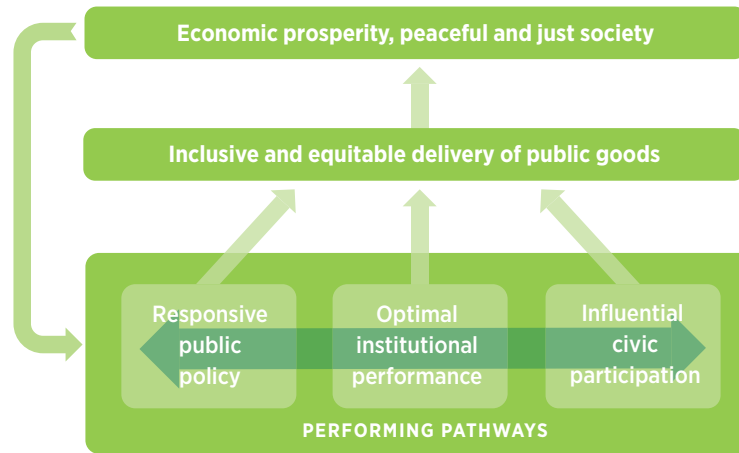 Economic prosperity, peaceful and just society
Inclusive and equitable delivery of public goods
Responsive
public
policy
Optimal
institutional
performance
Influential
civic
participation
PERFORMING PATHWAYS